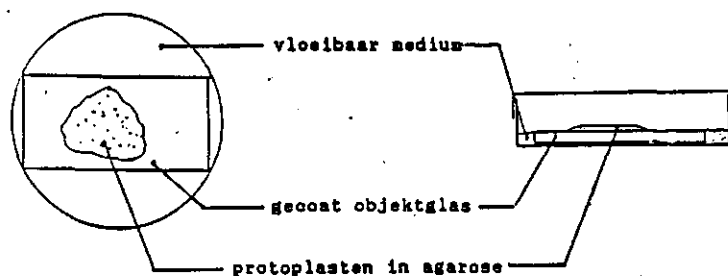 vloeibaar medium
gecoat objektglas
protoplasten in agarose